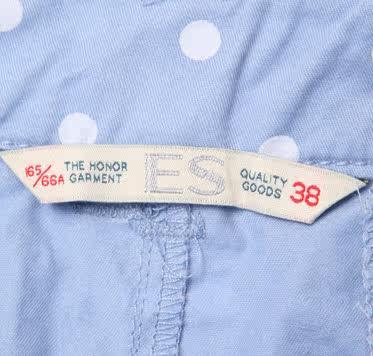 165/66A
THE HONOR
GARMENT
ES
QUALITY
GOODS
38